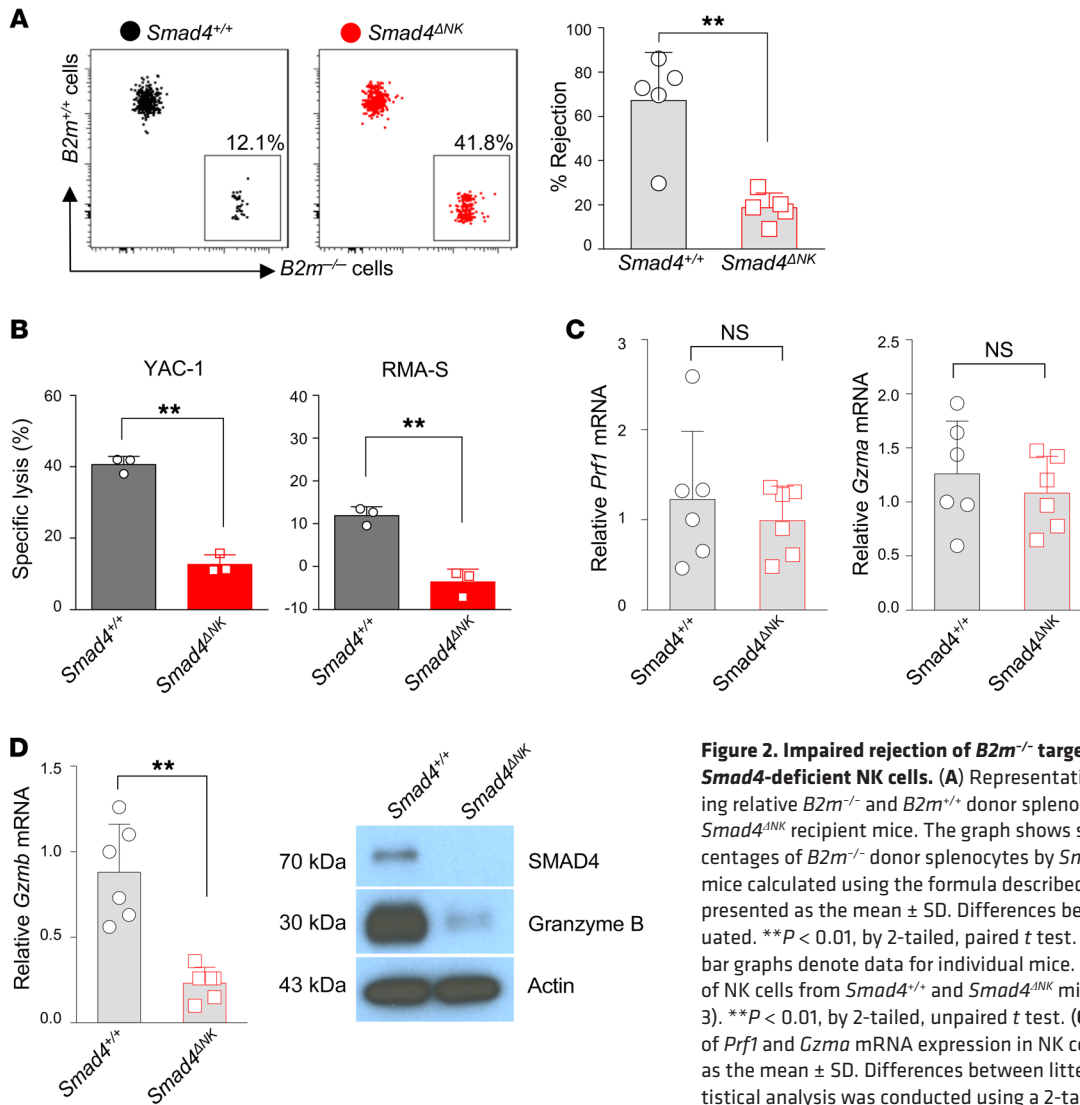 A
Smad4+/+
Smad4ΔNK
B2m+/+ cells
12.1%
41.8%
B2m–/– cells
**
% Rejection
100
80
60
40
20
0
Smad4+/+ Smad4ΔNK
B
YAC-1
RMA-S
Specific lysis (%)
60
40
20
0
**
40
30
20
10
0
-10
**
Smad4+/+
Smad4ΔNK
Smad4+/+
Smad4ΔNK
C
NS
Relative Prf1 mRNA
3
2
1
0
Smad4+/+
Smad4ΔNK
NS
Relative Gzma mRNA
2.5
2.0
1.5
1.0
0.5
0.0
Smad4+/+
Smad4ΔNK
D
**
Relative Gzmb mRNA
1.5
1.0
0.5
0.0
Smad4+/+
Smad4ΔNK
Smad4+/+
Smad4ΔNK
70 kDa SMAD4
30 kDa Granzyme B
43 kDa Actin
Figure 2. Impaired rejection of B2m–/– targe
Smad4-deficient NK cells. (A) Representati
ing relative B2m–/– and B2m+/+ donor spleno
Smad4ΔNK recipient mice. The graph shows s
centages of B2m–/– donor splenocytes by Sm
mice calculated using the formula described
presented as the mean ± SD. Differences be
uated. **P < 0.01, by 2-tailed, paired t test.
bar graphs denote data for individual mice.
of NK cells from Smad4+/+ and Smad4ΔNK mi
3). **P < 0.01, by 2-tailed, unpaired t test. (C
of Prf1 and Gzma mRNA expression in NK ce
as the mean ± SD. Differences between litte
tistical analysis was conducted using a 2-tai